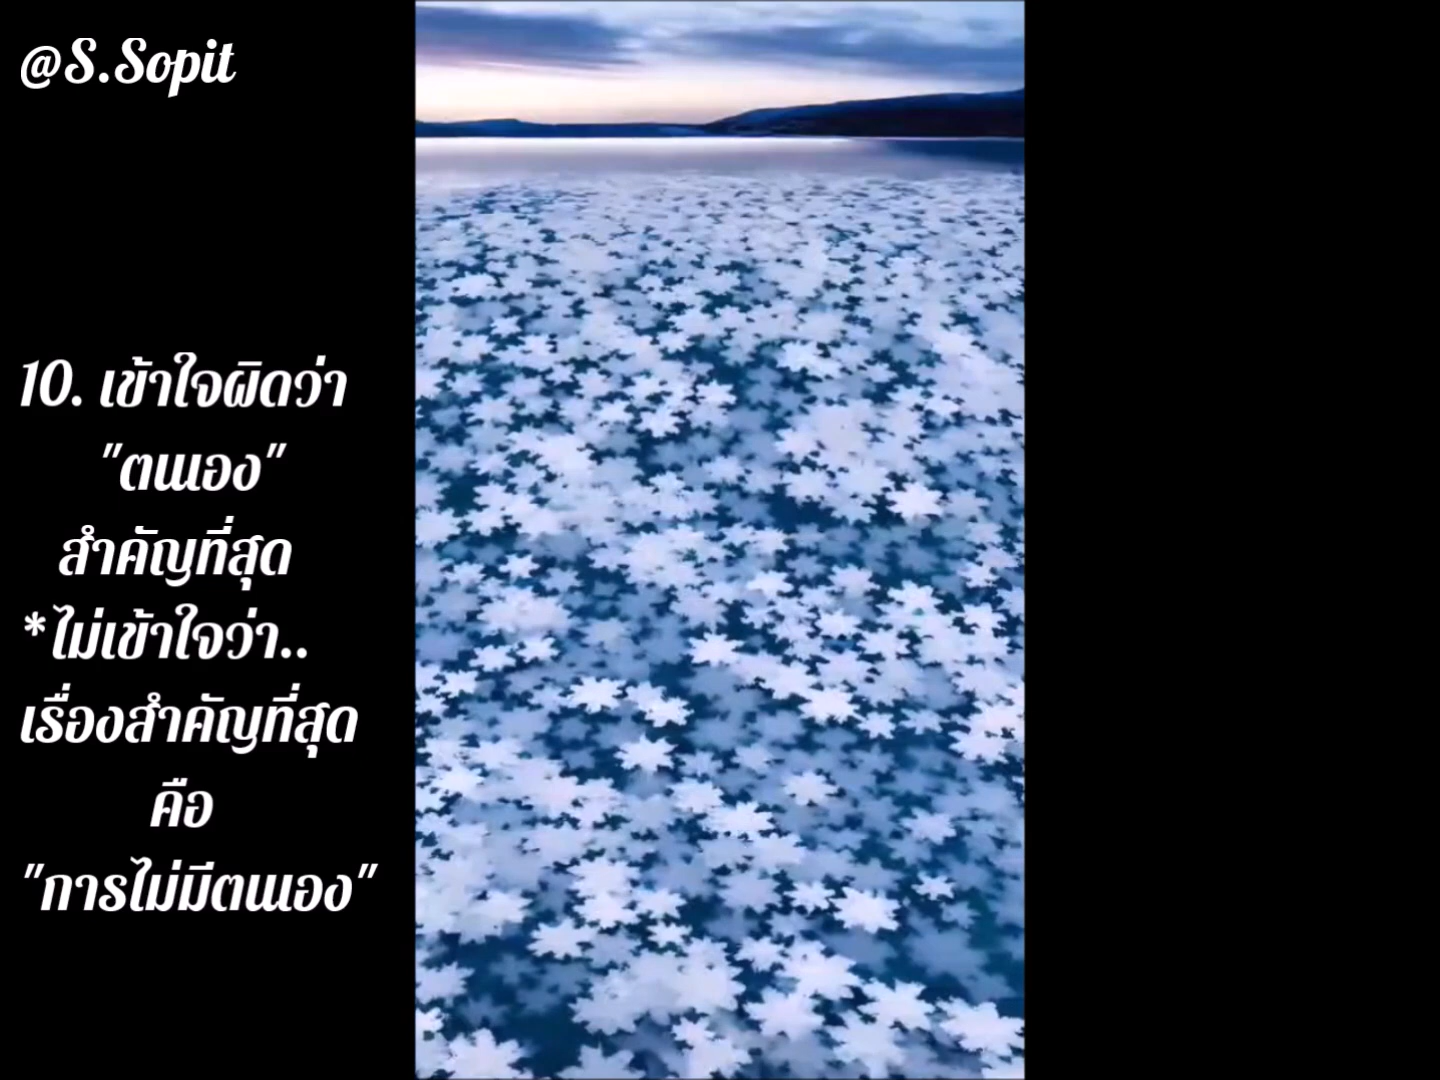 @S.Sopit
10. เข้าใจผิดว่า
"ตนเอง"
สำคัญที่สุด
*ไม่เข้าใจว่า..
เรื่องสำคัญที่สุด
คือ
"การไม่มีตนเอง"